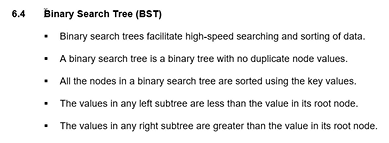 6.4 Binary Search Tree (BST)
▪ Binary search trees facilitate high-speed searching and sorting of data.
▪ A binary search tree is a binary tree with no duplicate node values.
▪ All the nodes in a binary search tree are sorted using the key values.
▪ The values in any left subtree are less than the value in its root node.
▪ The values in any right subtree are greater than the value in its root node.